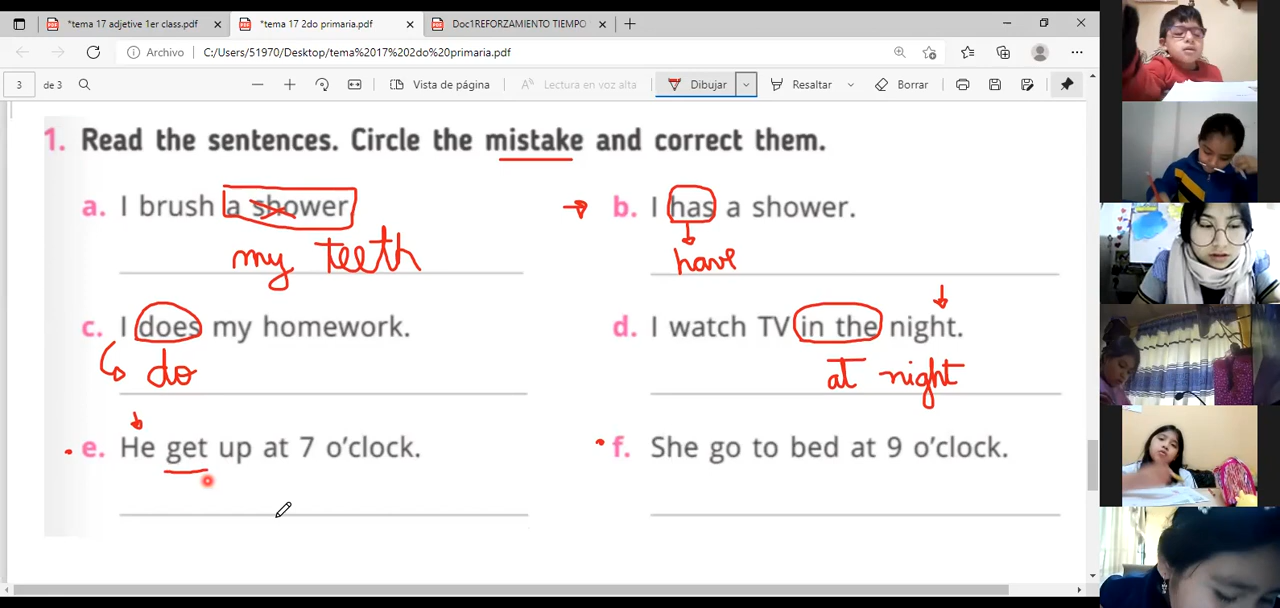 *tema 17 adjetive 1er class.pdf
*tema 17 2do primaria.pdf
Doc1REFORZAMIENTO TIEMPO
Archivo C:/Users/51970/Desktop/tema%2017%202do%20primaria.pdf
3 de 3 Vista de página Lectura en voz alta Dibujar Resaltar Borrar
1. Read the sentences. Circle the mistake and correct them.
a. I brush a shower
my teeth
b. I has a shower.
have
c. I does my homework.
do
d. I watch TV in the night.
at night
e. He get up at 7 o'clock.
f. She go to bed at 9 o'clock.